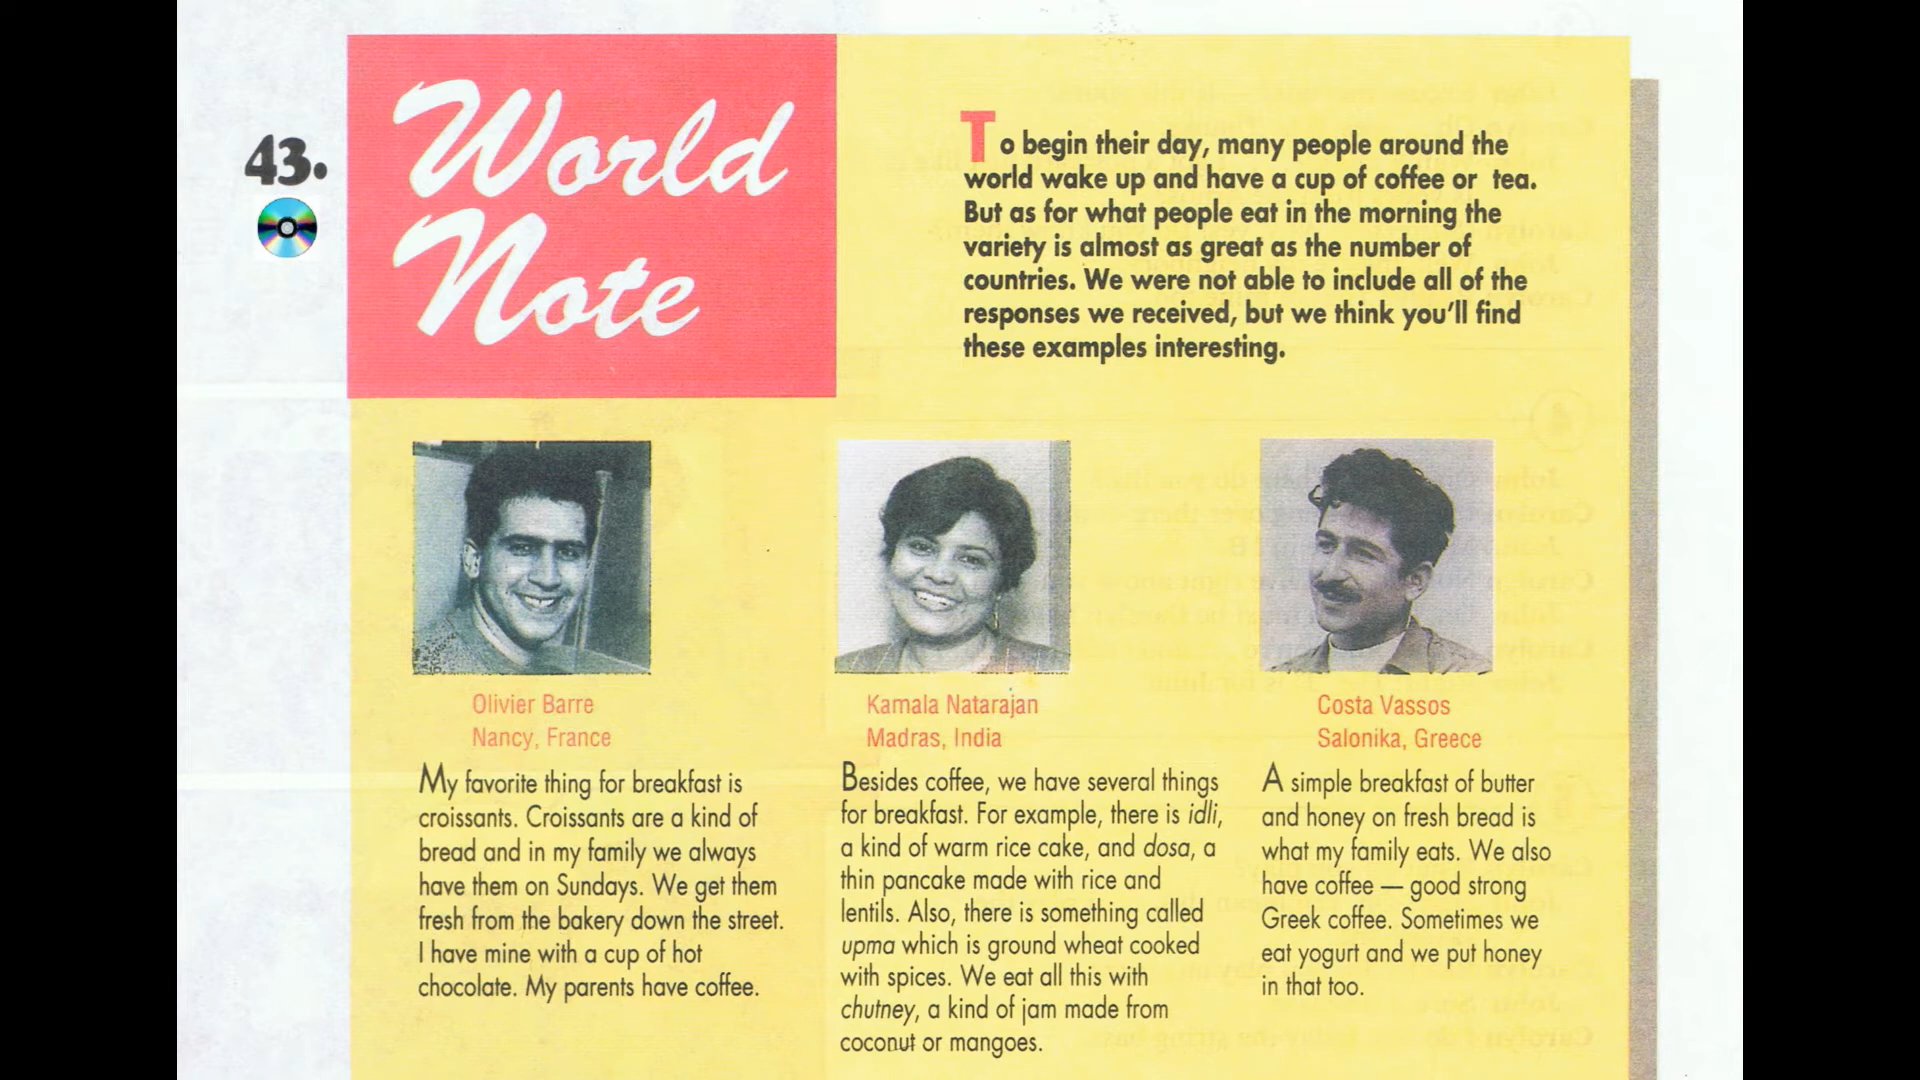 43.
World
Note
To begin their day, many people around the
world wake up and have a cup of coffee or tea.
But as for what people eat in the morning the
variety is almost as great as the number of
countries. We were not able to include all of the
responses we received, but we think you'll find
these examples interesting.
Olivier Barre
Nancy, France
My favorite thing for breakfast is
croissants. Croissants are a kind of
bread and in my family we always
have them on Sundays. We get them
fresh from the bakery down the street.
I have mine with a cup of hot
chocolate. My parents have coffee.
Kamala Natarajan
Madras, India
Besides coffee, we have several things
for breakfast. For example, there is idli,
a kind of warm rice cake, and dosa, a
thin pancake made with rice and
lentils. Also, there is something called
upma which is ground wheat cooked
with spices. We eat all this with
chutney, a kind of jam made from
coconut or mangoes.
Costa Vassos
Salonika, Greece
A simple breakfast of butter
and honey on fresh bread is
what my family eats. We also
have coffee — good strong
Greek coffee. Sometimes we
eat yogurt and we put honey
in that too.